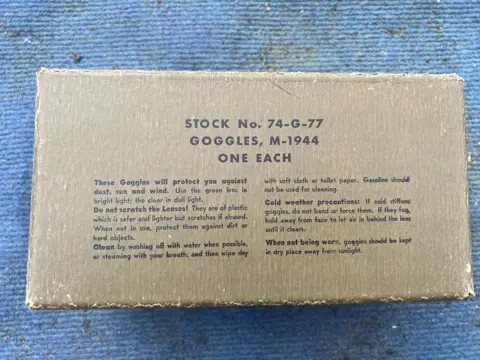 STOCK No. 74-G-77
GOGGLES, M-1944
ONE EACH
These Goggles will protect you against
dust, sun and wind. Use the green lens in
bright light; the clear in dull light.
Do not scratch the Lenses! They are of plastic
which is safer and lighter but scratches if abused.
When not in use, protect them against dirt or
hard objects.
Clean by washing off with water when possible,
or steaming with your breath, and then wipe dry
with soft cloth or toilet paper. Gasoline should
not be used for cleaning.
Cold weather precautions: If cold stiffens
goggles, do not bend or force them. If they fog,
hold away from face to let air in behind the lens
until it clears.
When not being worn, goggles should be kept
in dry place away from sunlight.